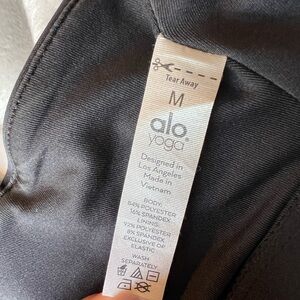 Tear Away
M
alo
yoga®
Designed in
Los Angeles
Made in
Vietnam
BODY:
84% POLYESTER
16% SPANDEX
LINING:
92% POLYESTER
8% SPANDEX
EXCLUSIVE OF
ELASTIC
WASH
SEPARATELY